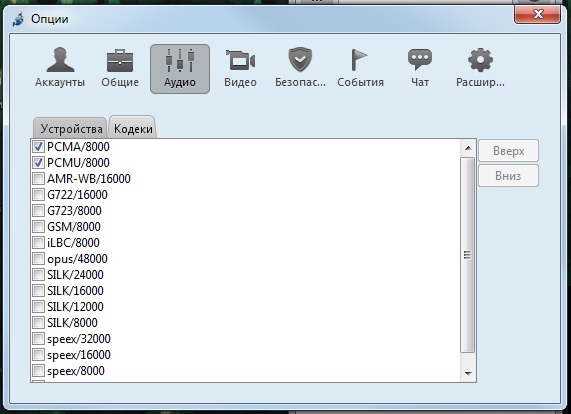 Опции
Аккаунты Общие Аудио Видео Безопас... События Чат Расшир...
Устройства Кодеки
PCMA/8000
PCMU/8000
AMR-WB/16000
G722/16000
G723/8000
GSM/8000
iLBC/8000
opus/48000
SILK/24000
SILK/16000
SILK/12000
SILK/8000
speex/32000
speex/16000
speex/8000
Вверх
Вниз